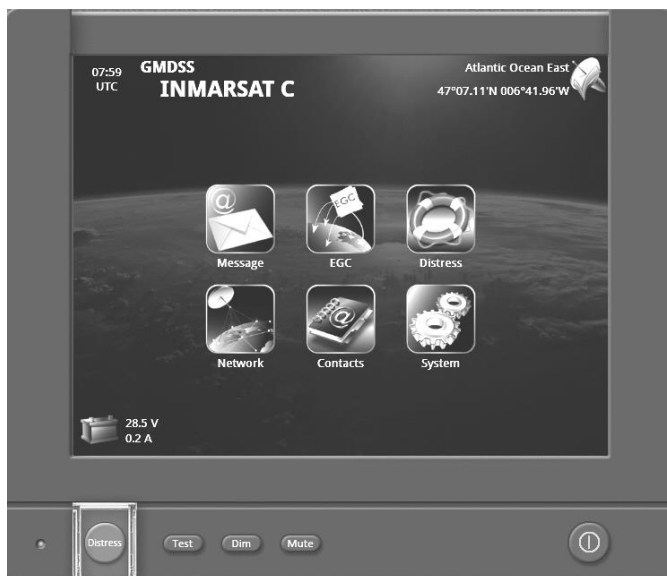 07:59
UTC
GMDSS
INMARSAT C
Atlantic Ocean East
47°07.11'N 006°41.96'W
@
EGC
@
Message
EGC
Distress
Network
Contacts
System
28.5 V
0.2 A
Distress
Test
Dim
Mute